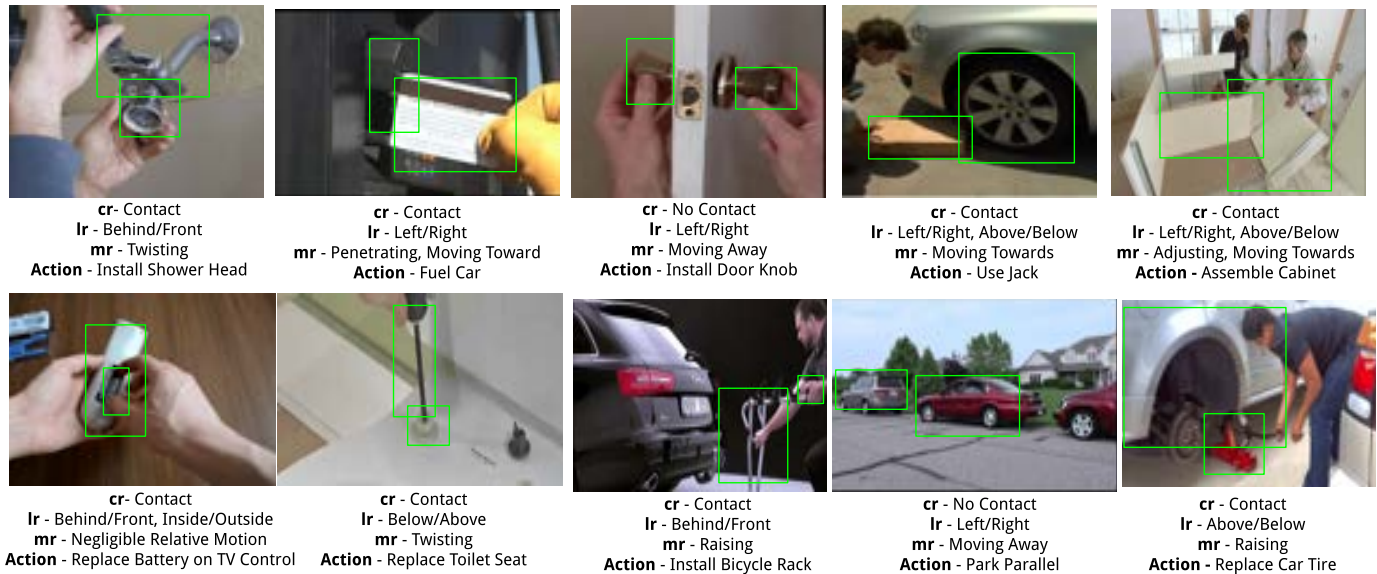 cr- Contact
lr - Behind/Front
mr - Twisting
Action - Install Shower Head
cr - Contact
lr - Left/Right
mr - Penetrating, Moving Toward
Action - Fuel Car
cr - No Contact
lr - Left/Right
mr - Moving Away
Action - Install Door Knob
cr - Contact
lr - Left/Right, Above/Below
mr - Moving Towards
Action - Use Jack
cr - Contact
lr - Left/Right, Above/Below
mr - Adjusting, Moving Towards
Action - Assemble Cabinet
cr- Contact
lr - Behind/Front, Inside/Outside
mr - Negligible Relative Motion
Action - Replace Battery on TV Control
cr - Contact
lr - Below/Above
mr - Twisting
Action - Replace Toilet Seat
cr - Contact
lr - Behind/Front
mr - Raising
Action - Install Bicycle Rack
cr - No Contact
lr - Left/Right
mr - Moving Away
Action - Park Parallel
cr - Contact
lr - Above/Below
mr - Raising
Action - Replace Car Tire